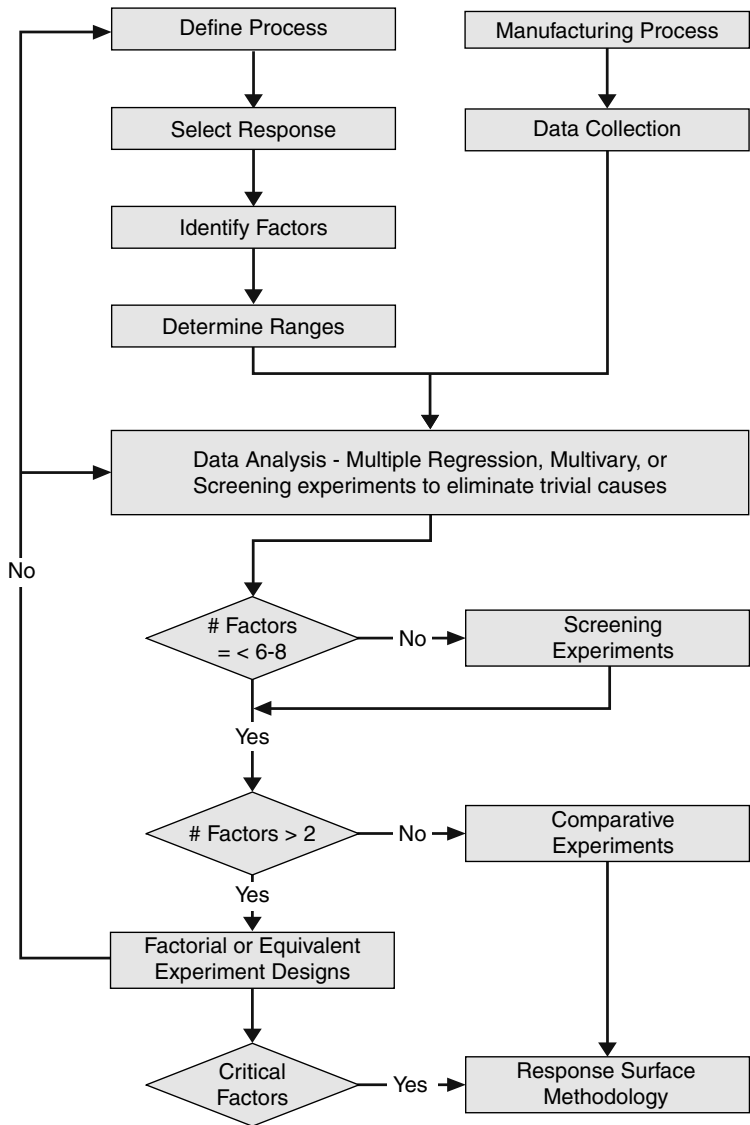 Define Process
Manufacturing Process
Select Response
Data Collection
Identify Factors
Determine Ranges
Data Analysis - Multiple Regression, Multivary, or
Screening experiments to eliminate trivial causes
No
# Factors
= < 6-8
No
Screening
Experiments
Yes
# Factors > 2
No
Comparative
Experiments
Yes
Factorial or Equivalent
Experiment Designs
Critical
Factors
Yes
Response Surface
Methodology